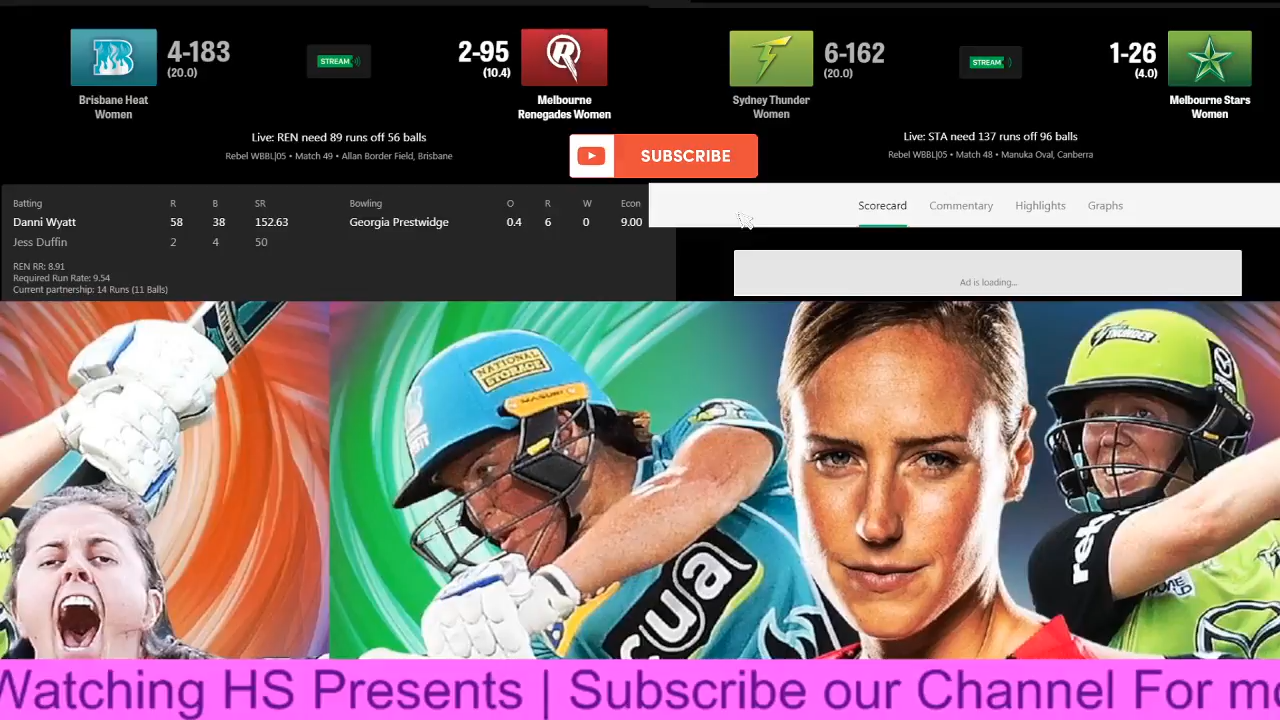 4-183
(20.0)
STREAM
2-95
(10.4)
Brisbane Heat
Women
Melbourne
Renegades Women
Live: REN need 89 runs off 56 balls
Rebel WBBL|05 • Match 49 • Allan Border Field, Brisbane
6-162
(20.0)
STREAM
1-26
(4.0)
Sydney Thunder
Women
Melbourne Stars
Women
Live: STA need 137 runs off 96 balls
Rebel WBBL|05 • Match 48 • Manuka Oval, Canberra
SUBSCRIBE
Batting R B SR Bowling O R W Econ
Danni Wyatt 58 38 152.63 Georgia Prestwidge 0.4 6 0 9.00
Jess Duffin 2 4 50
REN RR: 8.91
Required Run Rate: 9.54
Current partnership: 14 Runs (11 Balls)
Scorecard Commentary Highlights Graphs
Ad is loading...
NATIONAL
STORAGE
MASURI
THUNDER
rua
reb
Watching HS Presents | Subscribe our Channel For mo